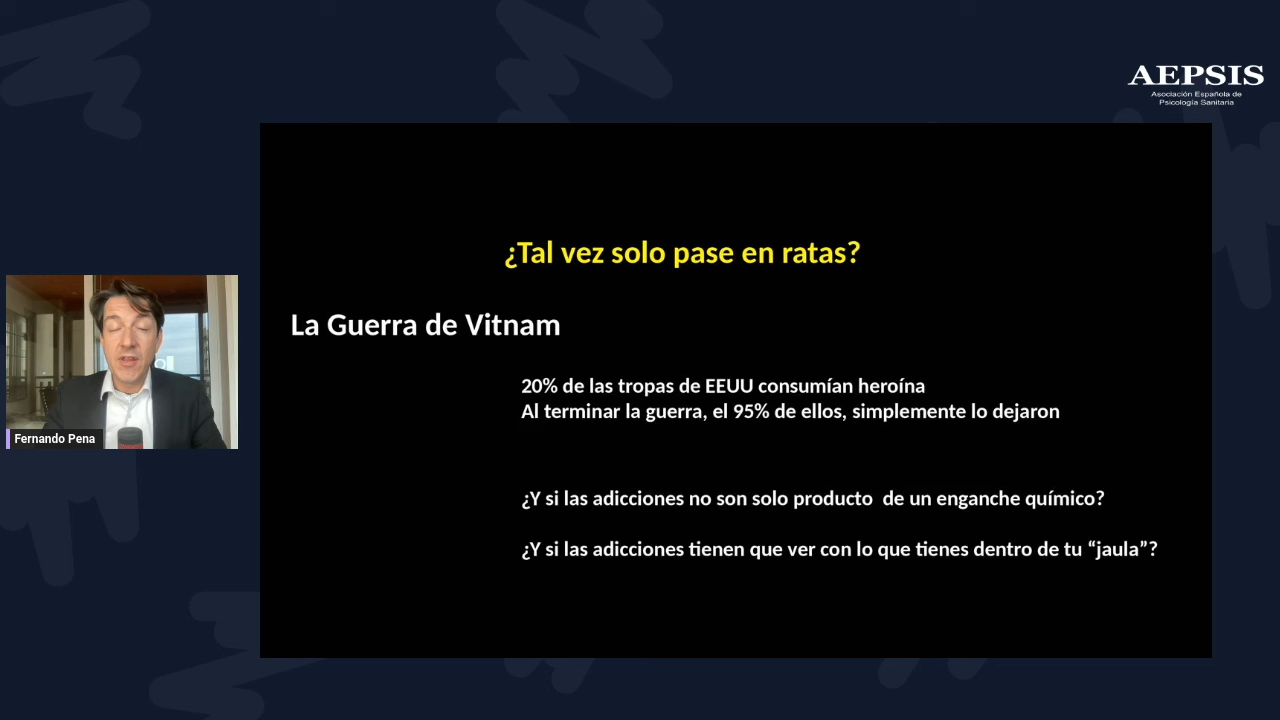 AEPSIS
Asociación Española de
Psicología Sanitaria
¿Tal vez solo pase en ratas?
La Guerra de Vitnam
20% de las tropas de EEUU consumían heroína
Al terminar la guerra, el 95% de ellos, simplemente lo dejaron
¿Y si las adicciones no son solo producto  de un enganche químico?
¿Y si las adicciones tienen que ver con lo que tienes dentro de tu “jaula”?
Fernando Pena